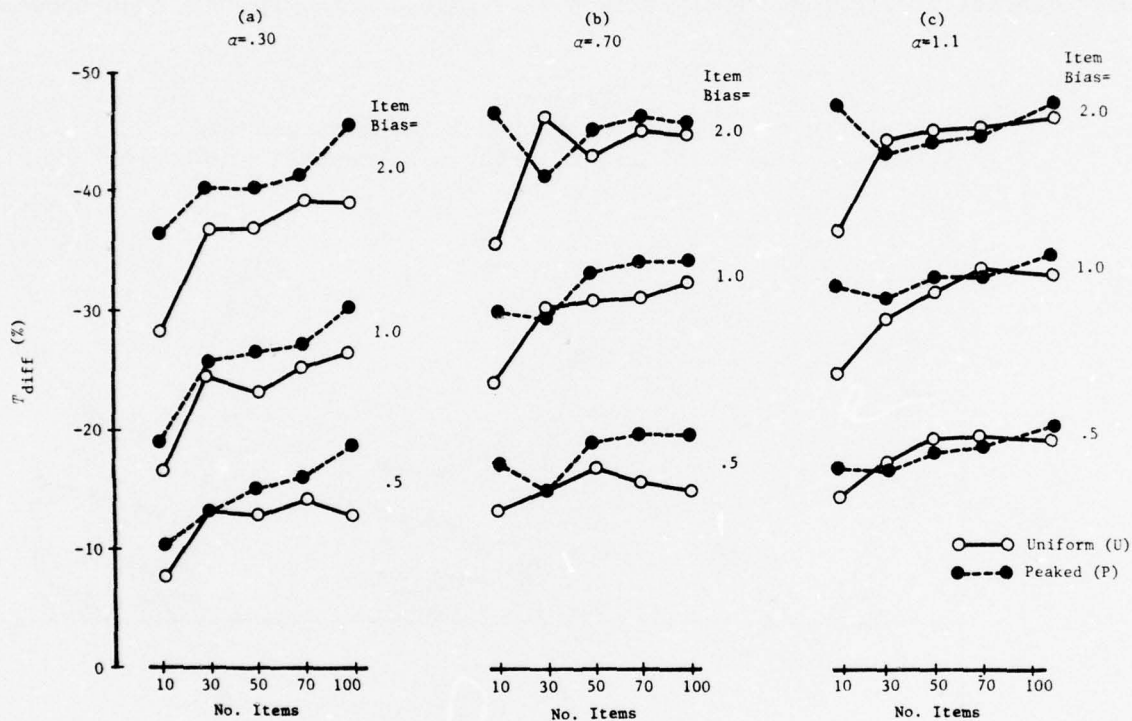 (a)
α=.30
(b)
α=.70
(c)
α=1.1
T diff (%)
-50
-40
-30
-20
-10
0
Item
Bias=
2.0
1.0
.5
Item
Bias=
2.0
1.0
.5
Item
Bias=
2.0
1.0
.5
Uniform (U)
Peaked (P)
10 30 50 70 100
No. Items
10 30 50 70 100
No. Items
10 30 50 70 100
No. Items